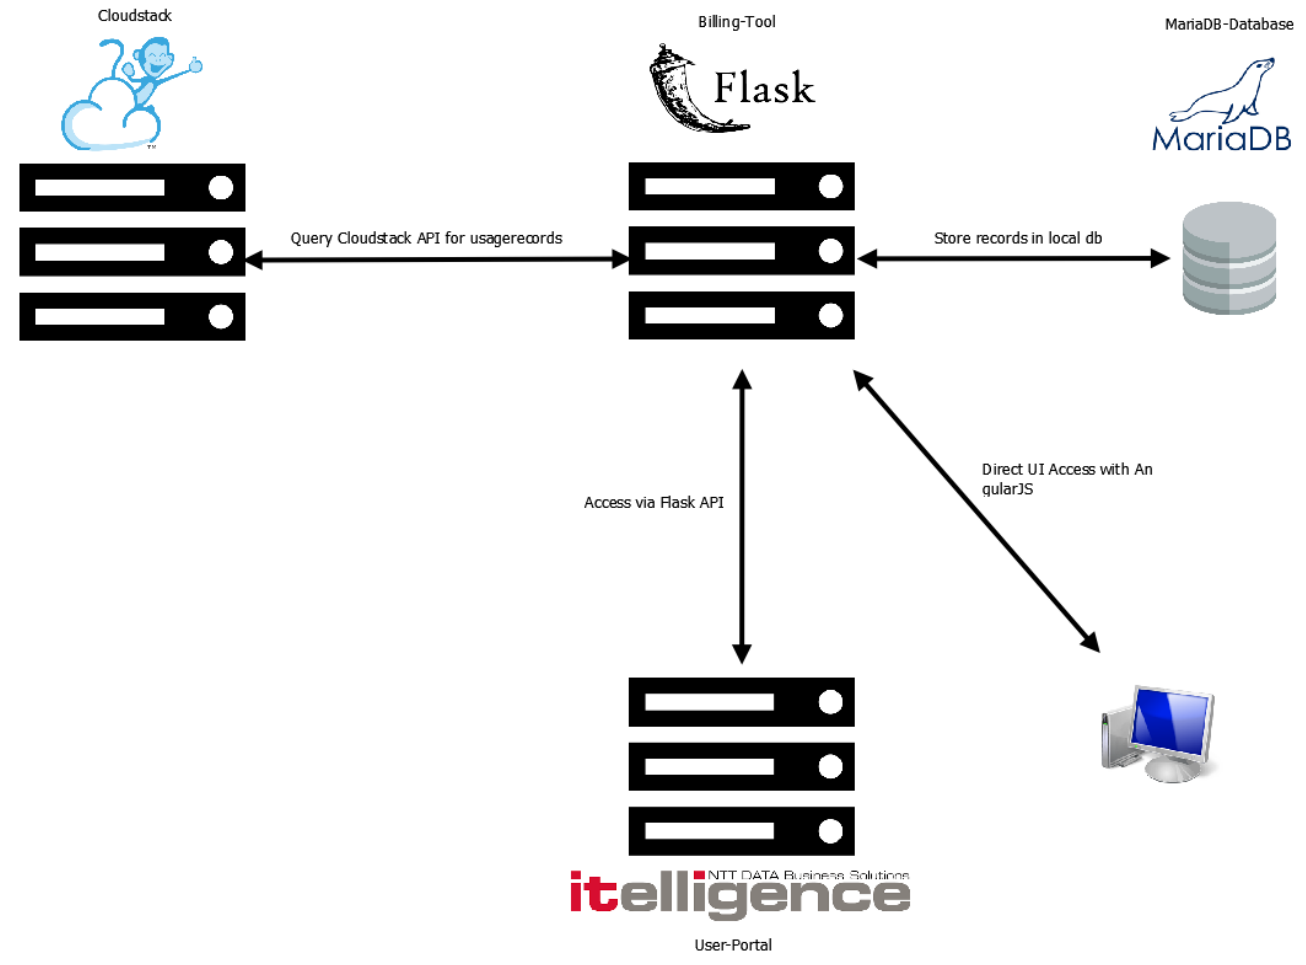 Cloudstack
Billing-Tool
MariaDB-Database
Flask
MariaDB
TM
Query Cloudstack API for usagerecords
Store records in local db
Direct UI Access with An
gularJS
Access via Flask API
NTT DATA Business Solutions
itelligence
User-Portal